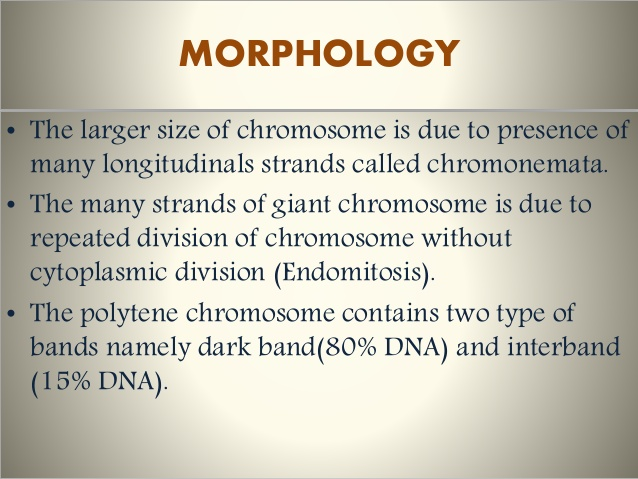 MORPHOLOGY
• The larger size of chromosome is due to presence of
many longitudinals strands called chromonemata.
• The many strands of giant chromosome is due to
repeated division of chromosome without
cytoplasmic division (Endomitosis).
• The polytene chromosome contains two type of
bands namely dark band(80% DNA) and interband
(15% DNA).